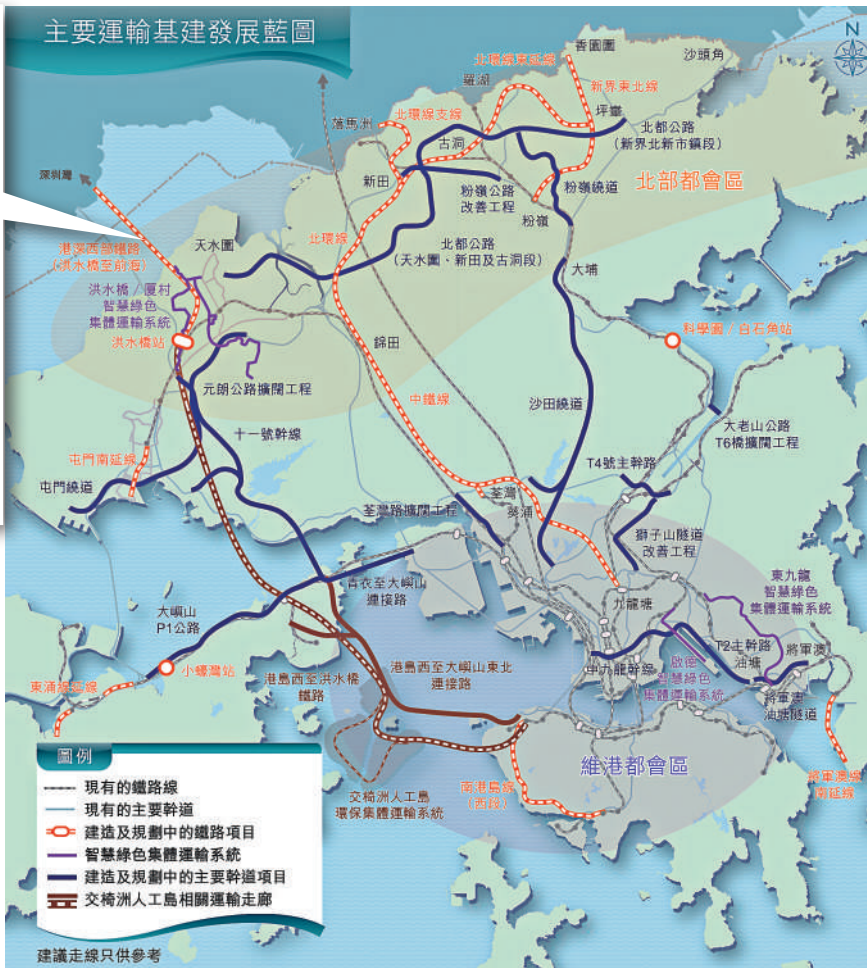 主要運輸基建發展藍圖
N
香園圍
沙頭角
北環線東延線
羅湖
新界東北線
北環線支線
落馬洲
坪輋
古洞
北都公路
(新界北新市鎮段)
深圳灣
新田
粉嶺公路
改善工程
粉嶺繞道
北部都會區
粉嶺
天水圍
北環線
北都公路
(天水圍、新田及古洞段)
港深西部鐵路
(洪水橋至前海)
大埔
洪水橋/厦村
智慧綠色
集體運輸系統
洪水橋站
錦田
科學園/白石角站
元朗公路擴闊工程
中鐵線
沙田繞道
大老山公路
T6橋擴闊工程
十一號幹線
T4號主幹路
屯門南延線
屯門繞道
荃灣
葵涌
荃灣路擴闊工程
獅子山隧道
改善工程
青衣至大嶼山
連接路
九龍塘
東九龍
智慧綠色
集體運輸系統
大嶼山
P1公路
T2主幹路
油塘
將軍澳
小蠔灣站
中九龍幹線
啟德
智慧綠色
集體運輸系統
東涌線延線
港島西至洪水橋
鐵路
港島西至大嶼山東北
連接路
將軍澳
油塘隧道
維港都會區
將軍澳線
南延線
南港島線
(西段)
交椅洲人工島
環保集體運輸系統
圖例
現有的鐵路線
現有的主要幹道
建造及規劃中的鐵路項目
智慧綠色集體運輸系統
建造及規劃中的主要幹道項目
交椅洲人工島相關運輸走廊
建議走線只供參考